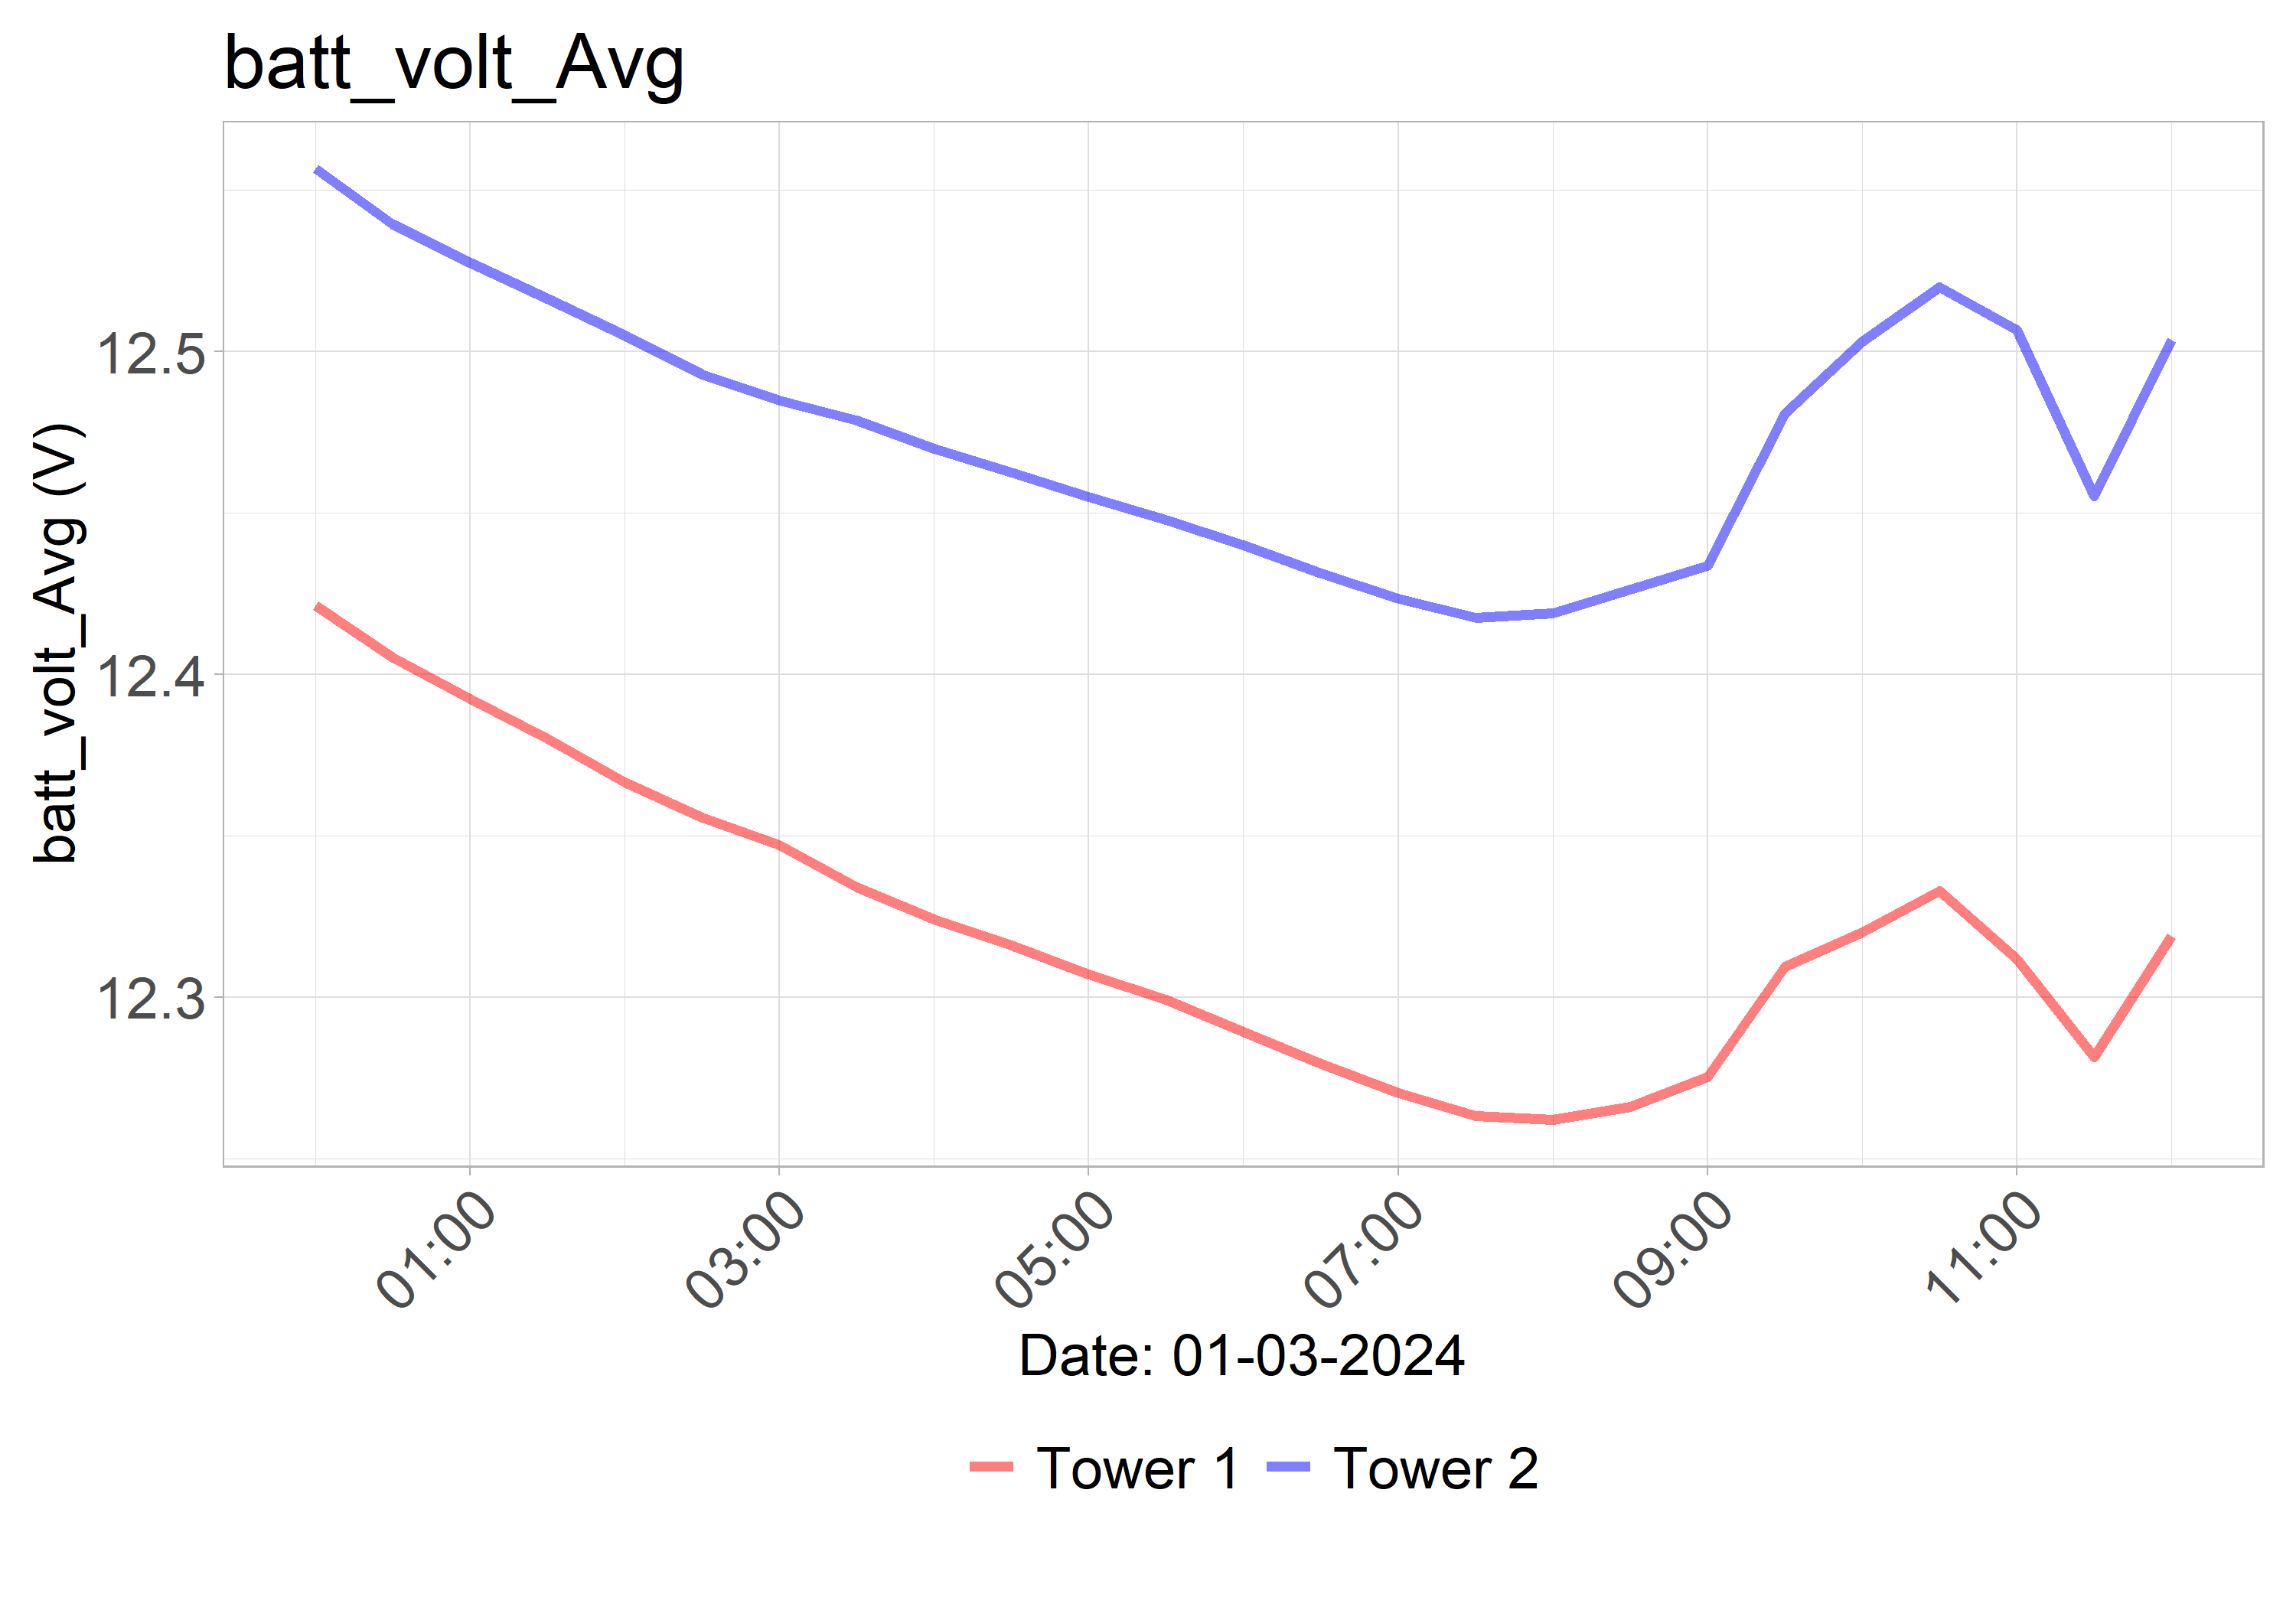 batt_volt_Avg
batt_volt_Avg (V)
12.5
12.4
12.3
01:00
03:00
05:00
07:00
09:00
11:00
Date: 01-03-2024
Tower 1
Tower 2